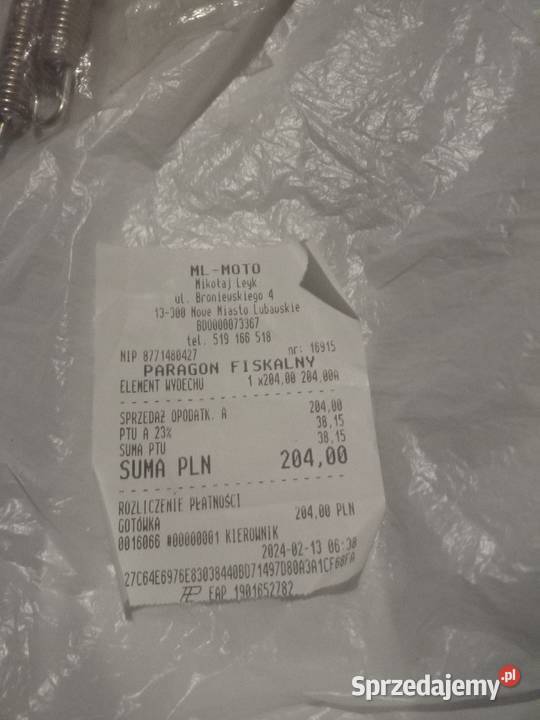 ML-MOTO
Mikołaj Leyk
ul. Broniewskiego 4
13-300 Nowe Miasto Lubawskie
BDO000073367
tel. 519 166 518
NIP 8771480427 nr: 16915
PARAGON FISKALNY
ELEMENT WYDECHU 1 x204,00 204,00A
SPRZEDAŻ OPODATK. A 204,00
PTU A 23% 38,15
SUMA PTU 38,15
SUMA PLN 204,00
ROZLICZENIE PŁATNOŚCI
GOTÓWKA 204,00 PLN
0016066 #00000001 KIEROWNIK
2024-02-13 06:30
27C64E6976E83038440BD71497D80A3A1CF68FA
EAP 1901652782
Sprzedajemy.pl